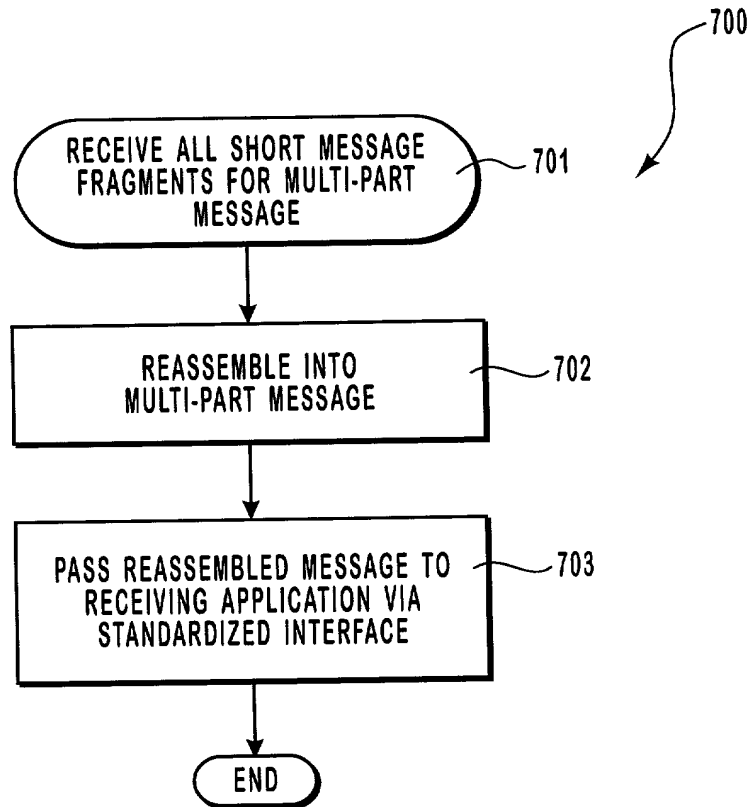 700
RECEIVE ALL SHORT MESSAGE
FRAGMENTS FOR MULTI-PART
MESSAGE
701
REASSEMBLE INTO
MULTI-PART MESSAGE
702
PASS REASSEMBLED MESSAGE TO
RECEIVING APPLICATION VIA
STANDARDIZED INTERFACE
703
END